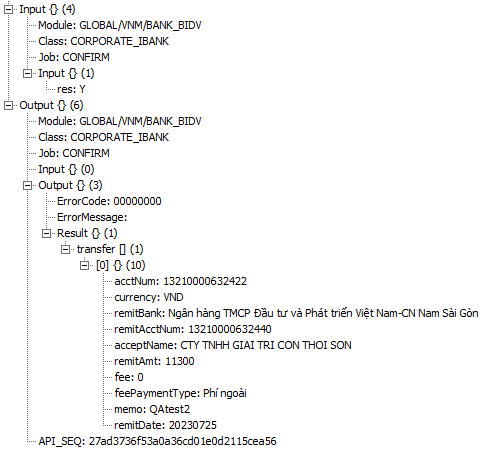 Input {} (4)
Module: GLOBAL/VNM/BANK_BIDV
Class: CORPORATE_IBANK
Job: CONFIRM
Input {} (1)
res: Y
Output {} (6)
Module: GLOBAL/VNM/BANK_BIDV
Class: CORPORATE_IBANK
Job: CONFIRM
Input {} (0)
Output {} (3)
ErrorCode: 00000000
ErrorMessage:
Result {} (1)
transfer [] (1)
[0] {} (10)
acctNum: 13210000632422
currency: VND
remitBank: Ngân hàng TMCP Đầu tư và Phát triển Việt Nam-CN Nam Sài Gòn
remitAcctNum: 13210000632440
acceptName: CTY TNHH GIAI TRI CON THOI SON
remitAmt: 11300
fee: 0
feePaymentType: Phí ngoài
memo: QAtest2
remitDate: 20230725
API_SEQ: 27ad3736f53a0a36cd01e0d2115cea56